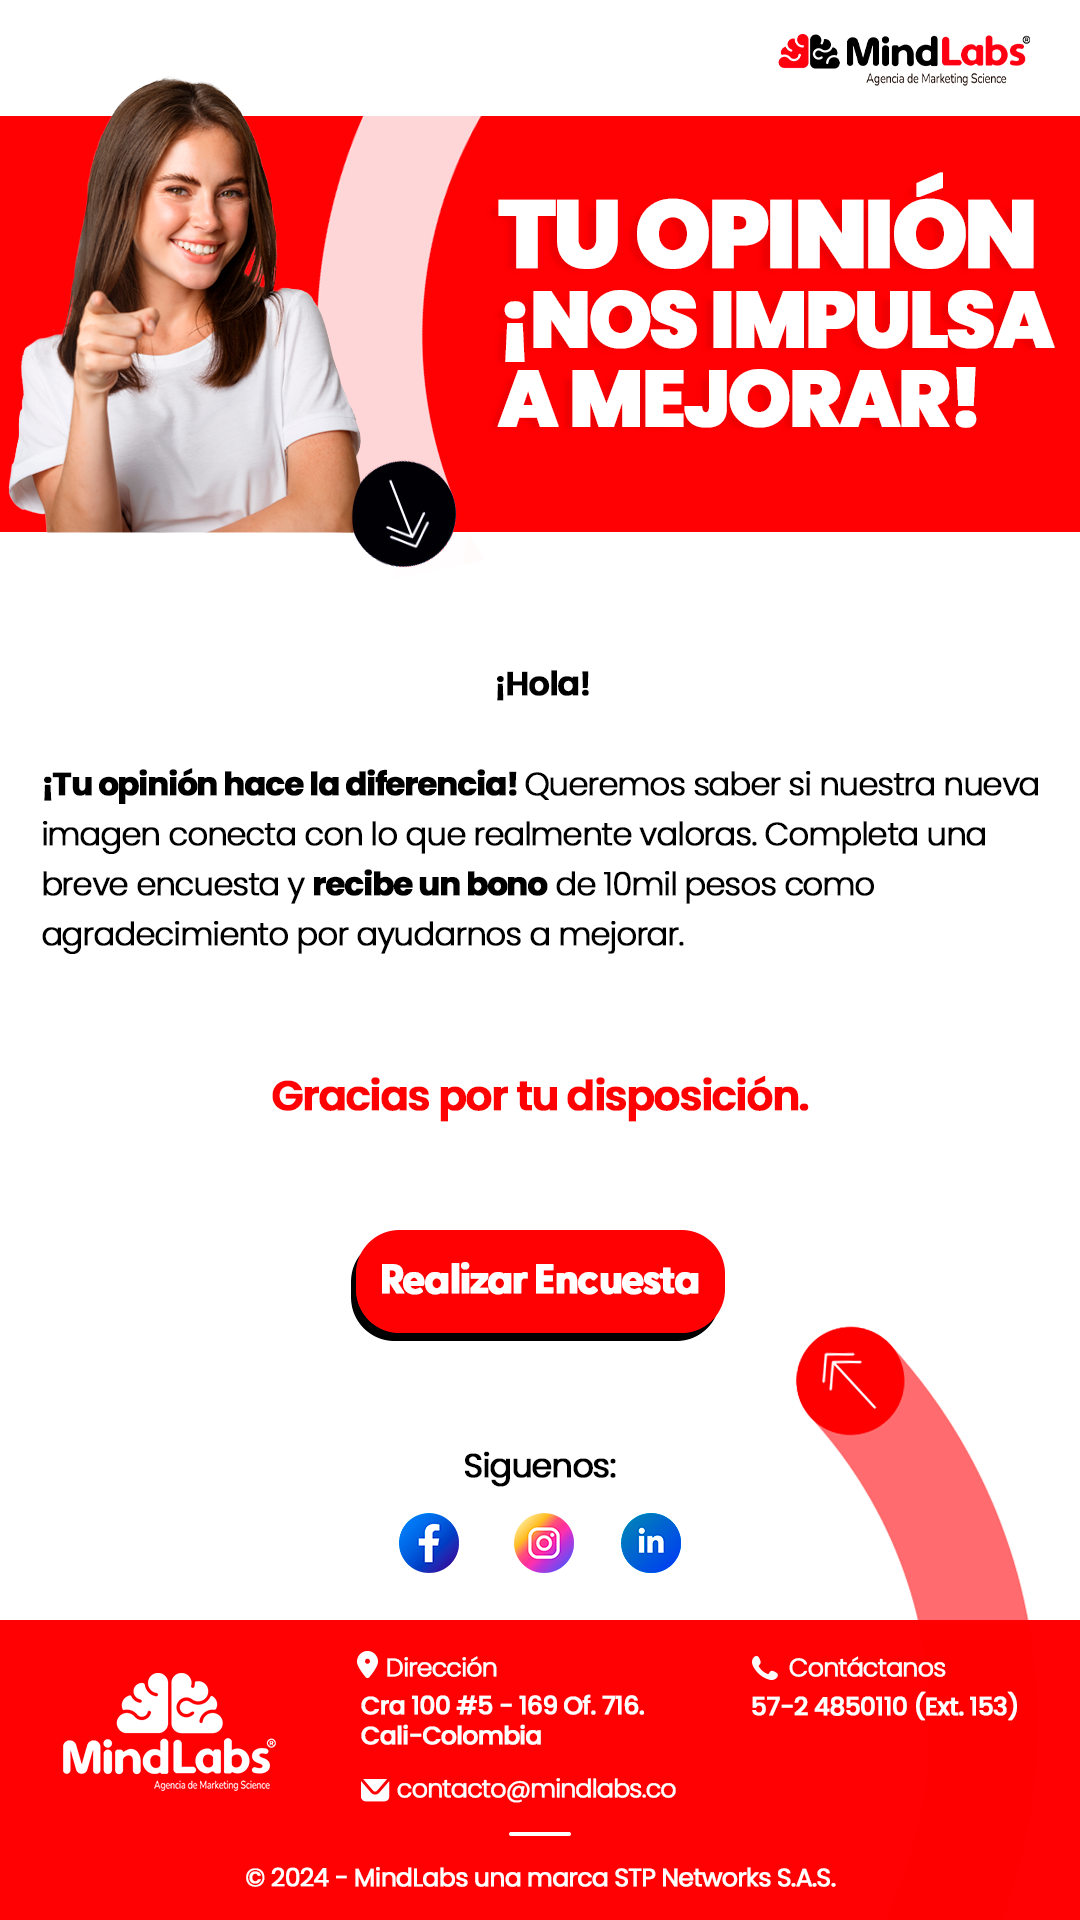 MindLabs®
Agencia de Marketing Science
TU OPINIÓN
¡NOS IMPULSA
A MEJORAR!
¡Hola!
¡Tu opinión hace la diferencia! Queremos saber si nuestra nueva
imagen conecta con lo que realmente valoras. Completa una
breve encuesta y recibe un bono de 10mil pesos como
agradecimiento por ayudarnos a mejorar.
Gracias por tu disposición.
Realizar Encuesta
Siguenos:
f
in
MindLabs®
Agencia de Marketing Science
Dirección
Cra 100 #5 - 169 Of. 716.
Cali-Colombia
contacto@mindlabs.co
Contáctanos
57-2 4850110 (Ext. 153)
© 2024 - MindLabs una marca STP Networks S.A.S.